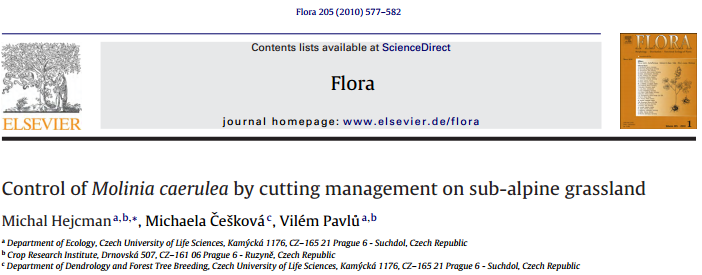 Flora 205 (2010) 577–582
Contents lists available at ScienceDirect
Flora
journal homepage: www.elsevier.de/flora
ELSEVIER
FLORA
Control of Molinia caerulea by cutting management on sub-alpine grassland
Michal Hejcman a,b,∗, Michaela Češková c, Vilém Pavlů a,b
a Department of Ecology, Czech University of Life Sciences, Kamýcká 1176, CZ–165 21 Prague 6 - Suchdol, Czech Republic
b Crop Research Institute, Drnovská 507, CZ–161 06 Prague 6 - Ruzyně, Czech Republic
c Department of Dendrology and Forest Tree Breeding, Czech University of Life Sciences, Kamýcká 1176, CZ–165 21 Prague 6 - Suchdol, Czech Republic